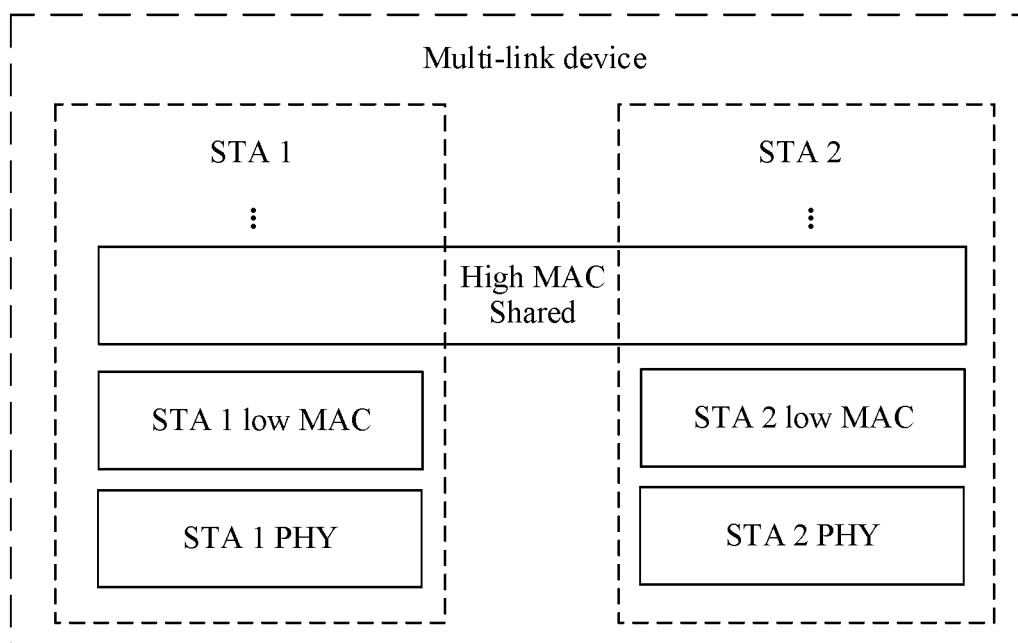 Multi-link device
STA 1
STA 2
High MAC
Shared
STA 1 low MAC
STA 2 low MAC
STA 1 PHY
STA 2 PHY